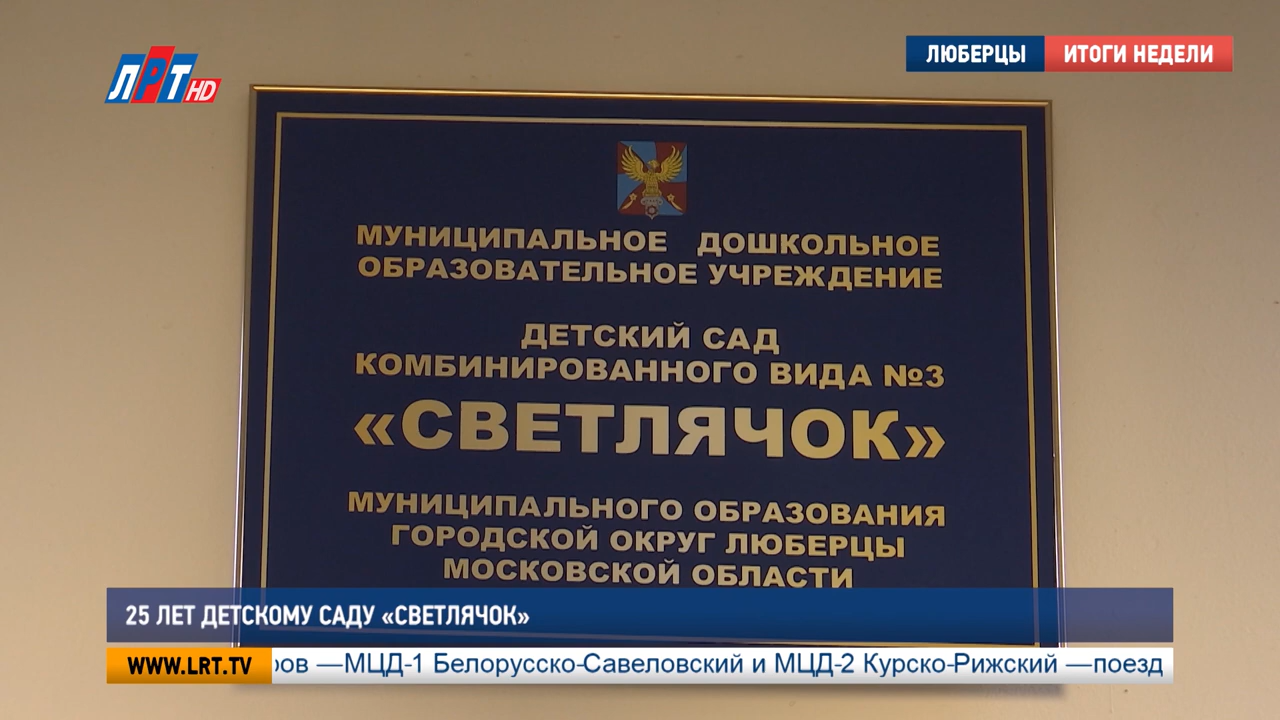 ЛРТ HD
ЛЮБЕРЦЫ ИТОГИ НЕДЕЛИ
МУНИЦИПАЛЬНОЕ ДОШКОЛЬНОЕ
ОБРАЗОВАТЕЛЬНОЕ УЧРЕЖДЕНИЕ
ДЕТСКИЙ САД
КОМБИНИРОВАННОГО ВИДА №3
«СВЕТЛЯЧОК»
МУНИЦИПАЛЬНОГО ОБРАЗОВАНИЯ
ГОРОДСКОЙ ОКРУГ ЛЮБЕРЦЫ
МОСКОВСКОЙ ОБЛАСТИ
25 ЛЕТ ДЕТСКОМУ САДУ «СВЕТЛЯЧОК»
WWW.LRT.TV ров —МЦД-1 Белорусско-Савеловский и МЦД-2 Курско-Рижский —поезд